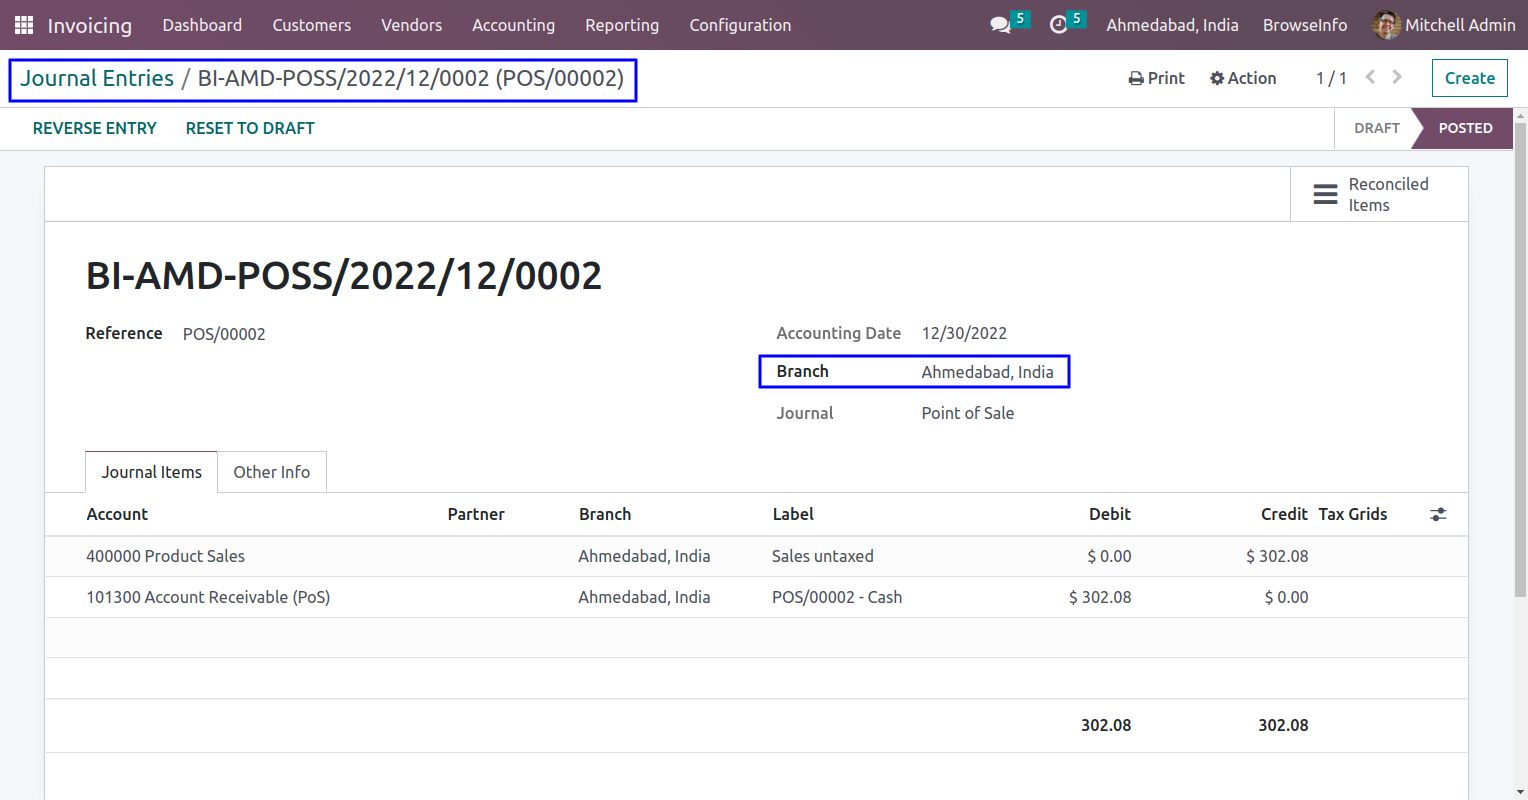 Invoicing Dashboard Customers Vendors Accounting Reporting Configuration 5 5 Ahmedabad, India BrowseInfo Mitchell Admin
Journal Entries / BI-AMD-POSS/2022/12/0002 (POS/00002) Print Action 1 / 1 Create
REVERSE ENTRY RESET TO DRAFT DRAFT POSTED
Reconciled
Items
BI-AMD-POSS/2022/12/0002
Reference POS/00002 Accounting Date 12/30/2022
Branch Ahmedabad, India
Journal Point of Sale
Journal Items Other Info
Account Partner Branch Label Debit Credit Tax Grids
400000 Product Sales Ahmedabad, India Sales untaxed $ 0.00 $ 302.08
101300 Account Receivable (PoS) Ahmedabad, India POS/00002 - Cash $ 302.08 $ 0.00
302.08 302.08